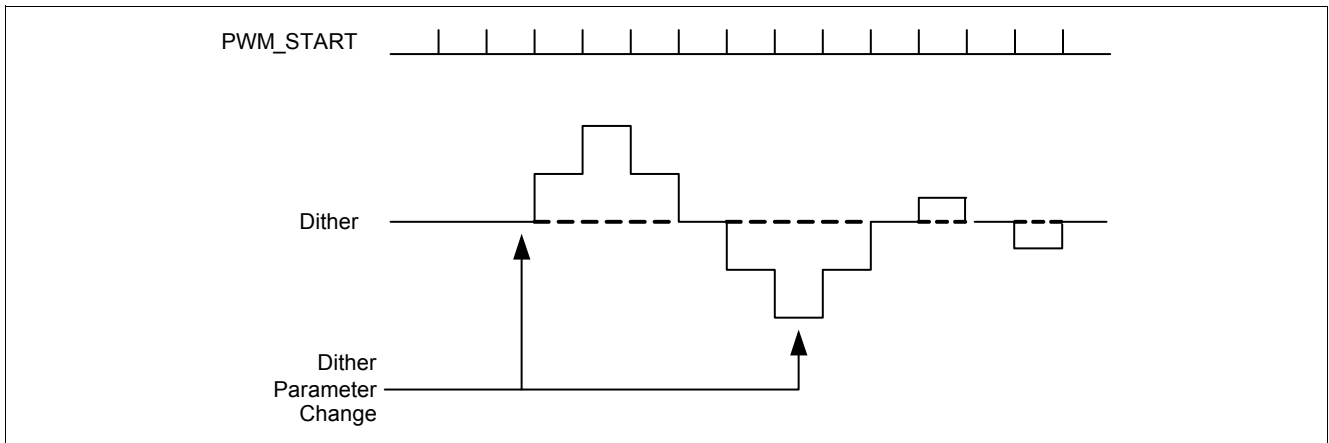 PWM_START
Dither
Dither
Parameter
Change